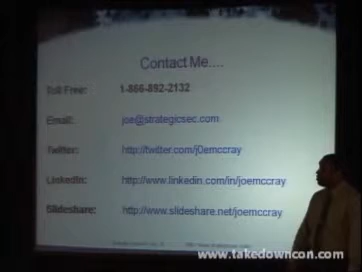 Contact Me....
Toll Free: 1-866-892-2132
Email: joe@strategicsec.com
Twitter: http://twitter.com/j0emccray
LinkedIn: http://www.linkedin.com/in/joemccray
Slideshare: http://www.slideshare.net/joemccray
www.takedowncon.com